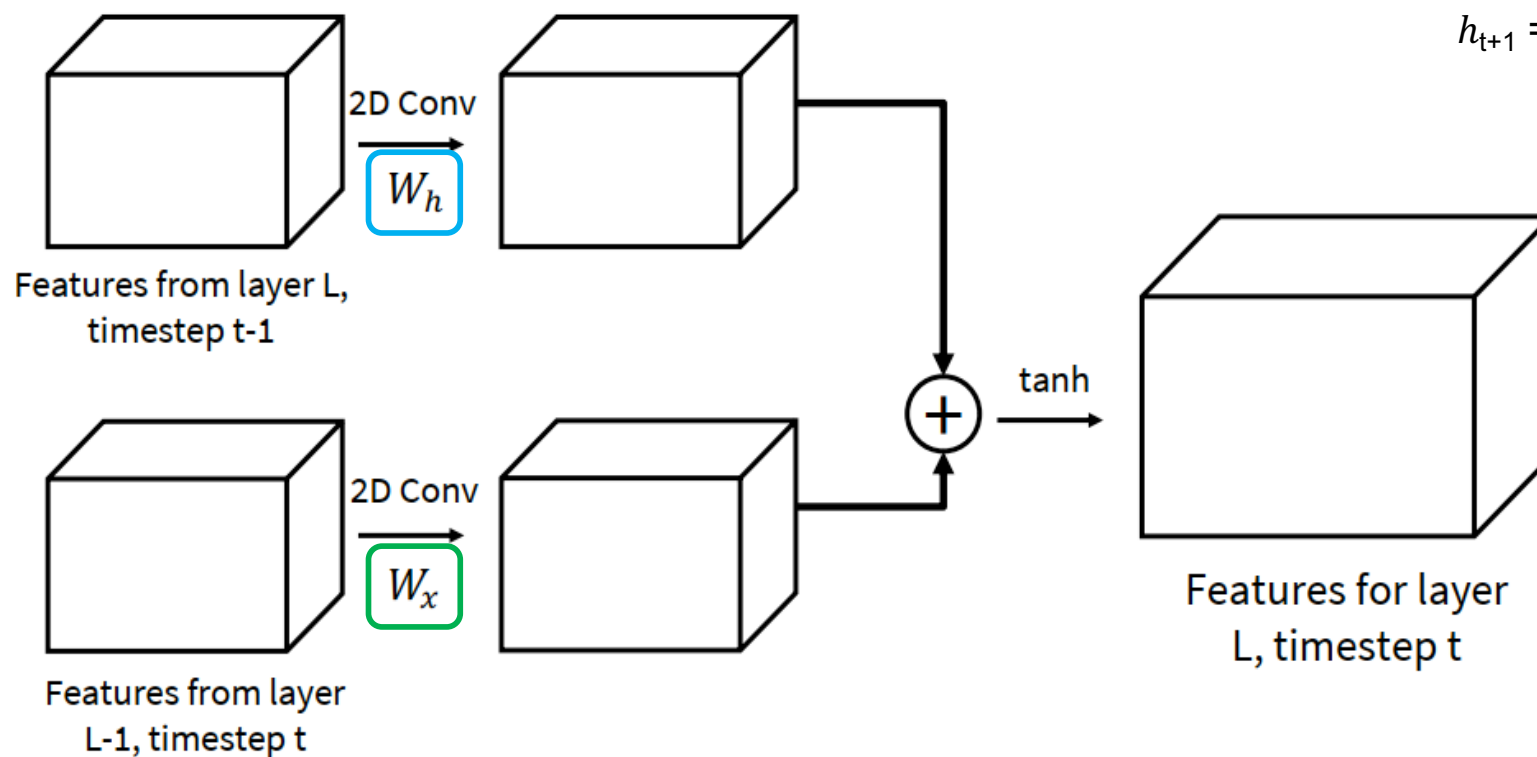 h_{t+1} =
2D Conv
W_h
Features from layer L,
timestep t-1
+
tanh
2D Conv
W_x
Features from layer
L-1, timestep t
Features for layer
L, timestep t